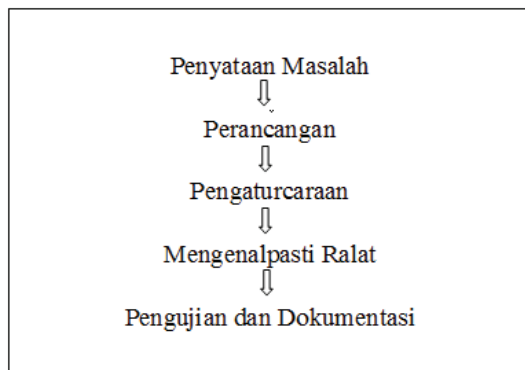 Penyataan Masalah
Perancangan
Pengaturcaraan
Mengenalpasti Ralat
Pengujian dan Dokumentasi